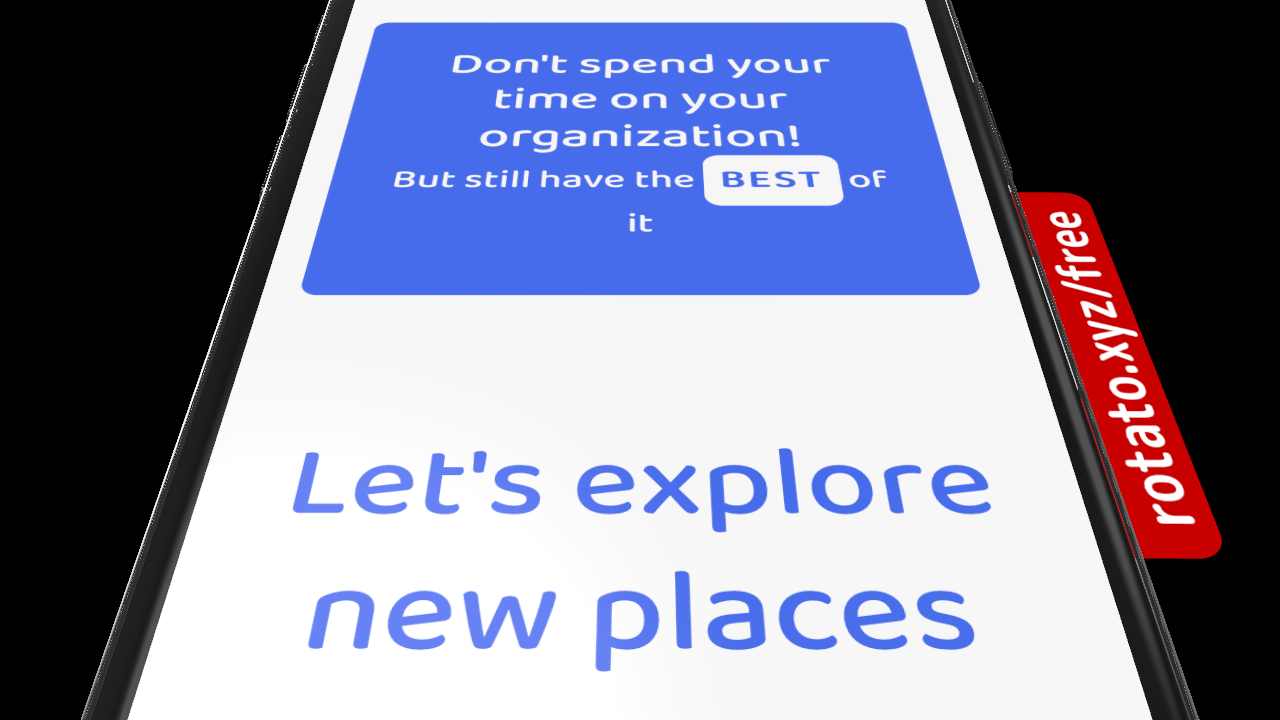 Don't spend your
time on your
organization!
But still have the BEST of
it
rotato.xyz/free
Let's explore
new places